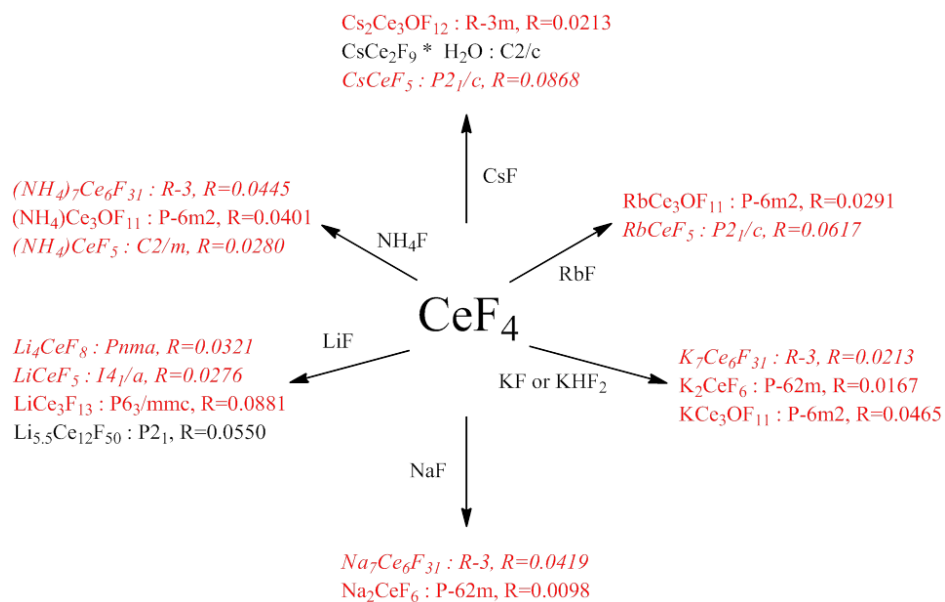 Cs₂Ce₃OF₁₂ : R-3m, R=0.0213
CsCe₂F₉ * H₂O : C2/c
CsCeF₅ : P2₁/c, R=0.0868
CsF
(NH₄)₇Ce₆F₃₁ : R-3, R=0.0445
(NH₄)Ce₃OF₁₁ : P-6m2, R=0.0401
(NH₄)CeF₅ : C2/m, R=0.0280
NH₄F
RbCe₃OF₁₁ : P-6m2, R=0.0291
RbCeF₅ : P2₁/c, R=0.0617
RbF
CeF₄
LiF
Li₄CeF₈ : Pnma, R=0.0321
LiCeF₅ : I4₁/a, R=0.0276
LiCe₃F₁₃ : P6₃/mmc, R=0.0881
Li₅.₅Ce₁₂F₅₀ : P2₁, R=0.0550
KF or KHF₂
K₇Ce₆F₃₁ : R-3, R=0.0213
K₂CeF₆ : P-62m, R=0.0167
KCe₃OF₁₁ : P-6m2, R=0.0465
NaF
Na₇Ce₆F₃₁ : R-3, R=0.0419
Na₂CeF₆ : P-62m, R=0.0098